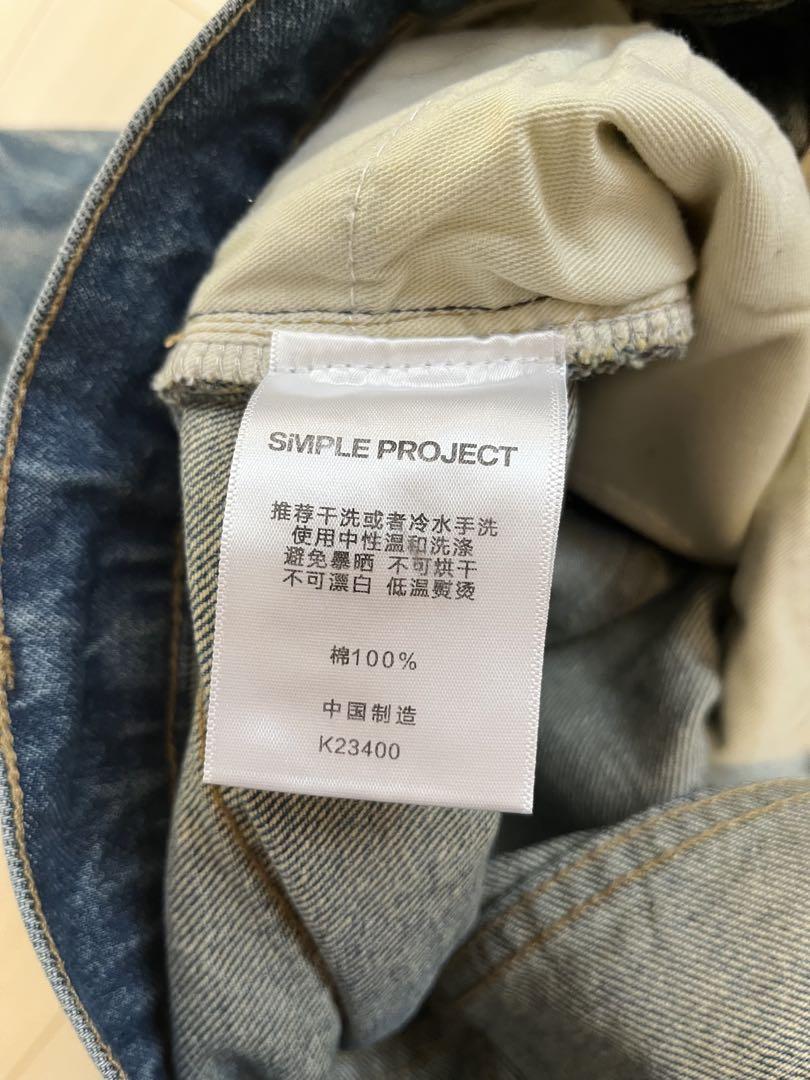 SiMPLE PROJECT
推荐干洗或者冷水手洗
使用中性温和洗涤
避免暴晒 不可烘干
不可漂白 低温熨烫
棉100%
中国制造
K23400